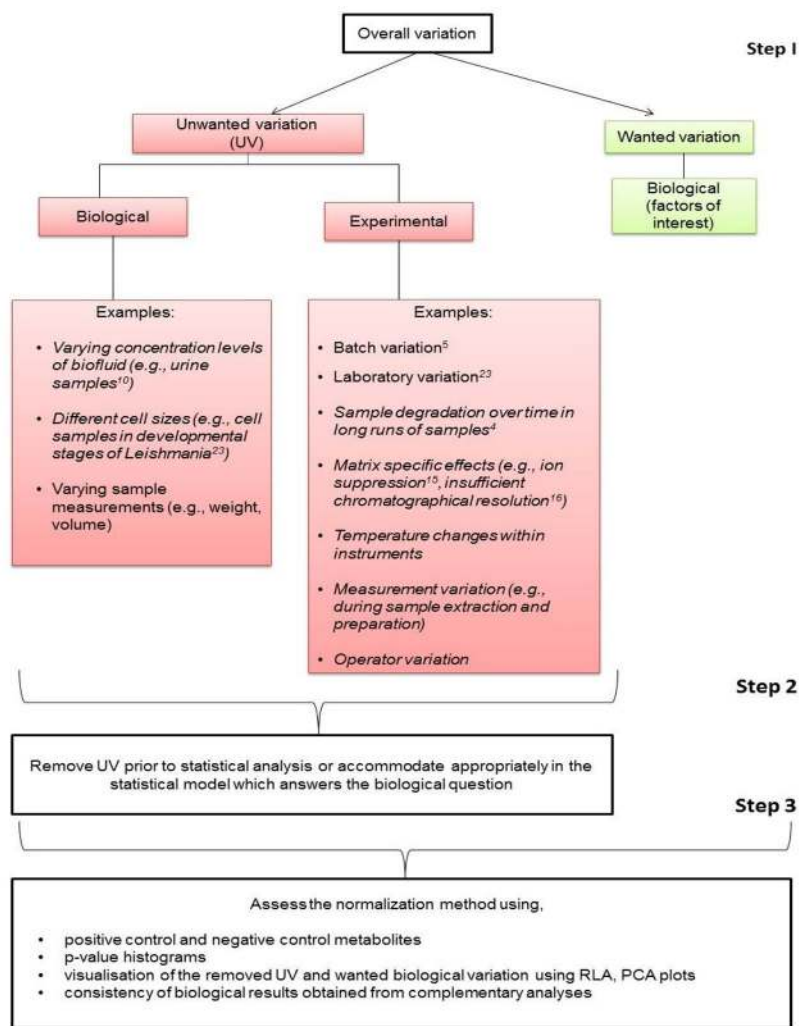 Overall variation
Step I
Unwanted variation
(UV)
Wanted variation
Biological
(factors of
interest)
Biological
Experimental
Examples:
• Varying concentration levels
of biofluid (e.g., urine
samples¹⁰)
• Different cell sizes (e.g., cell
samples in developmental
stages of Leishmania²³)
• Varying sample
measurements (e.g., weight,
volume)
Examples:
• Batch variation⁵
• Laboratory variation²³
• Sample degradation over time in
long runs of samples⁴
• Matrix specific effects (e.g., ion
suppression¹⁵, insufficient
chromatographical resolution¹⁶)
• Temperature changes within
instruments
• Measurement variation (e.g.,
during sample extraction and
preparation)
• Operator variation
Step 2
Remove UV prior to statistical analysis or accommodate appropriately in the
statistical model which answers the biological question
Step 3
Assess the normalization method using,
• positive control and negative control metabolites
• p-value histograms
• visualisation of the removed UV and wanted biological variation using RLA, PCA plots
• consistency of biological results obtained from complementary analyses